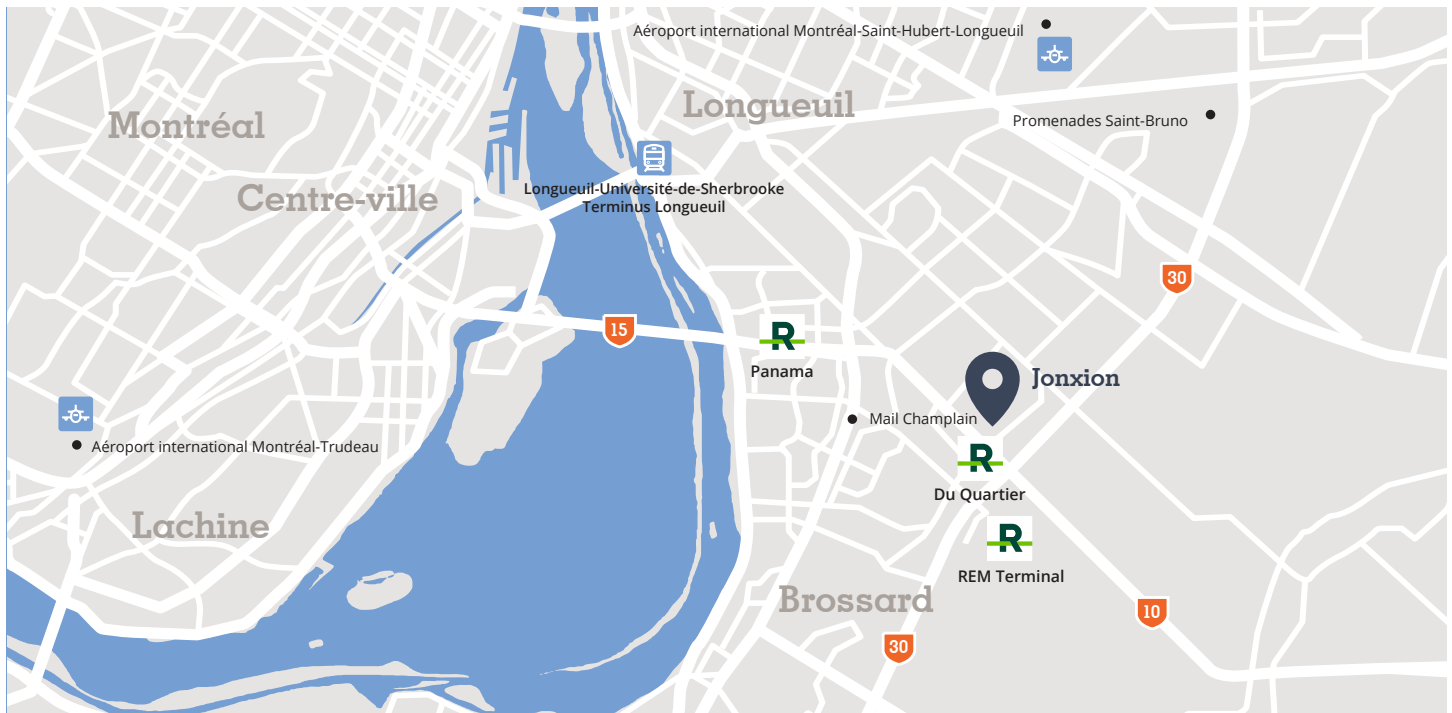 Aéroport international Montréal-Saint-Hubert-Longueuil
Longueuil
Montréal
Promenades Saint-Bruno
Longueuil-Université-de-Sherbrooke
Terminus Longueuil
Centre-ville
30
15
R
Panama
Jonxion
Mail Champlain
Aéroport international Montréal-Trudeau
R
Du Quartier
Lachine
R
REM Terminal
Brossard
10
30